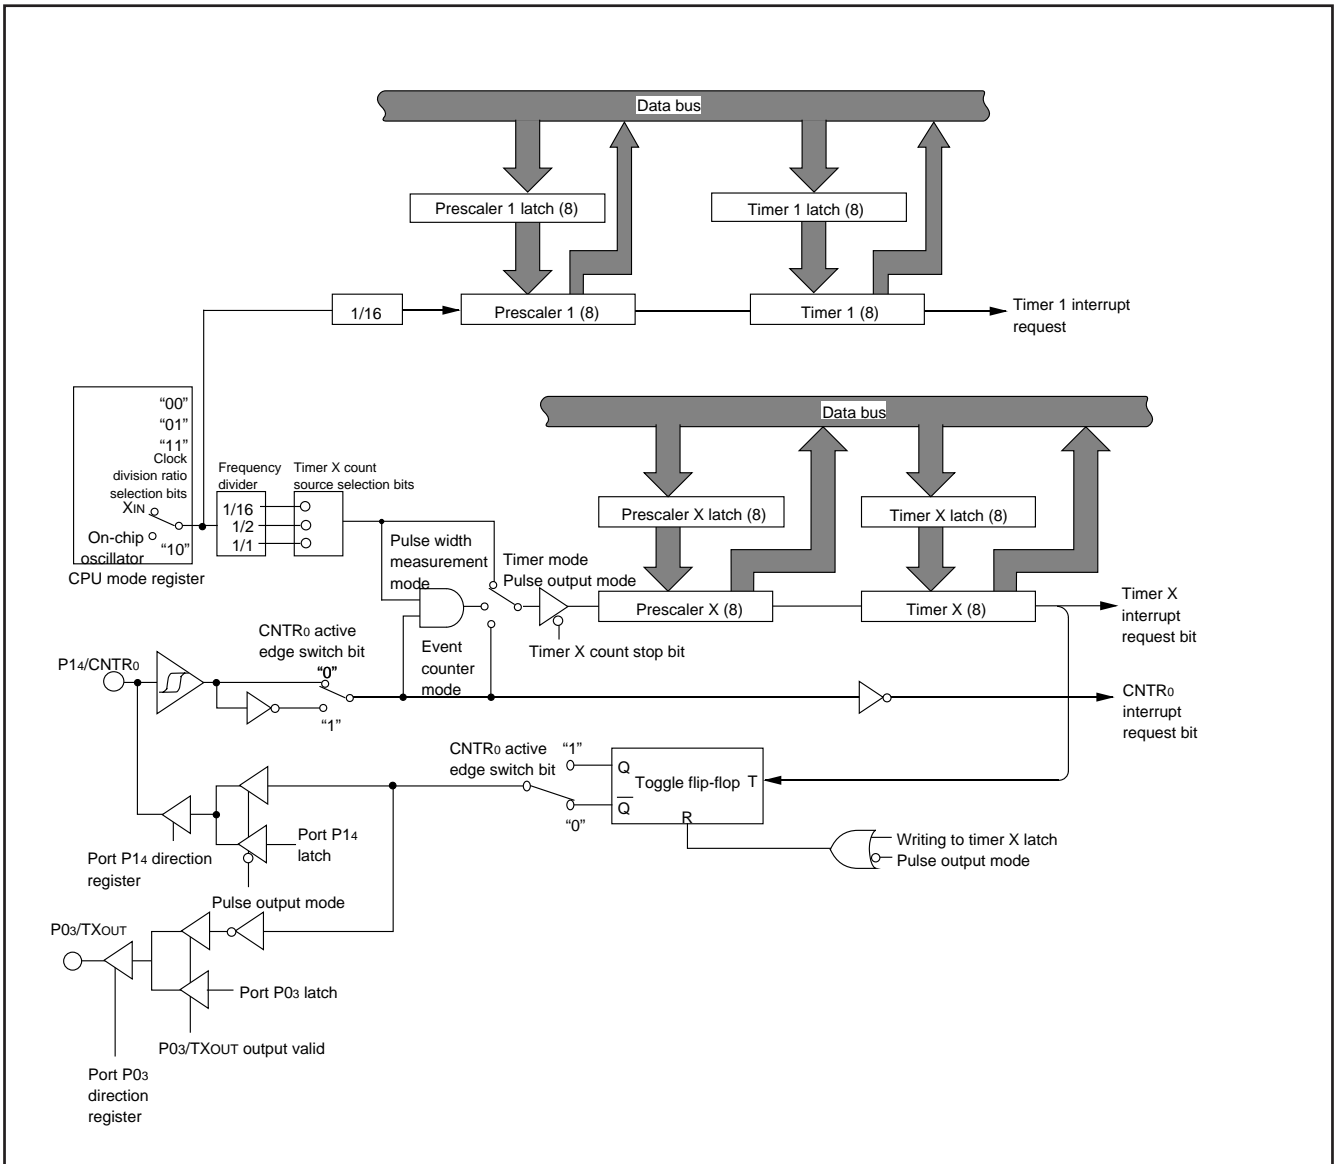 Data bus
Prescaler 1 latch (8)
Timer 1 latch (8)
1/16
Prescaler 1 (8)
Timer 1 (8)
Timer 1 interrupt
request
“00”
“01”
“11”
Clock
division ratio
selection bits
XIN
On-chip
oscillator
“10”
CPU mode register
Frequency
divider
1/16
1/2
1/1
Timer X count
source selection bits
Data bus
Prescaler X latch (8)
Timer X latch (8)
Pulse width
measurement
mode
Timer mode
Pulse output mode
Prescaler X (8)
Timer X (8)
Timer X
interrupt
request bit
Timer X count stop bit
Event
counter
mode
CNTR0 active
edge switch bit
“0”
“1”
P14/CNTR0
CNTR0
interrupt
request bit
CNTR0 active
edge switch bit
“1”
“0”
Q
Toggle flip-flop
T
Q
R
Writing to timer X latch
Pulse output mode
Port P14
latch
Port P14 direction
register
Pulse output mode
P03/TXOUT
Port P03 latch
P03/TXOUT output valid
Port P03
direction
register